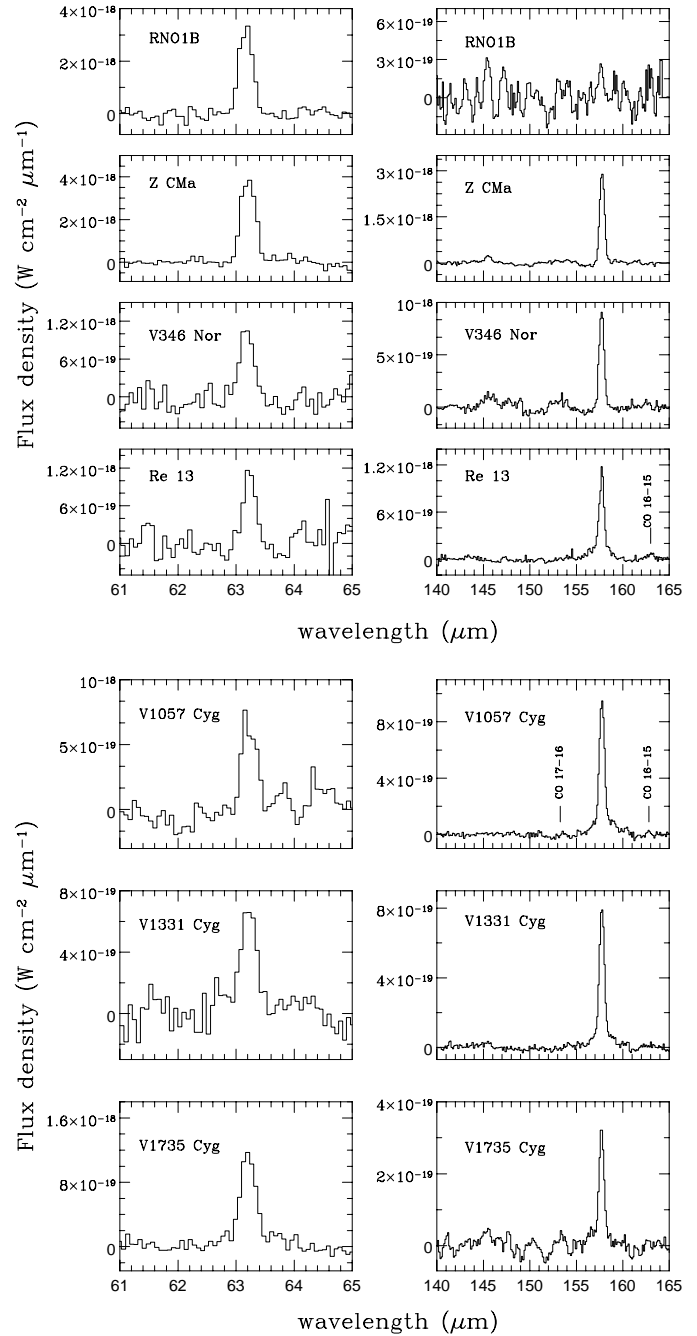 Flux density (W cm⁻² μm⁻¹)
4×10⁻¹⁸
2×10⁻¹⁸
0
RNO1B
6×10⁻¹⁹
3×10⁻¹⁹
0
RNO1B
4×10⁻¹⁸
2×10⁻¹⁸
0
Z CMa
3×10⁻¹⁸
1.5×10⁻¹⁸
0
Z CMa
1.2×10⁻¹⁸
6×10⁻¹⁹
0
V346 Nor
10⁻¹⁸
5×10⁻¹⁹
0
V346 Nor
1.2×10⁻¹⁸
6×10⁻¹⁹
0
Re 13
61 62 63 64 65
1.2×10⁻¹⁸
6×10⁻¹⁹
0
Re 13
CO 16-15
140 145 150 155 160 165
wavelength (μm)
Flux density (W cm⁻² μm⁻¹)
10⁻¹⁸
5×10⁻¹⁹
0
V1057 Cyg
8×10⁻¹⁹
4×10⁻¹⁹
0
V1057 Cyg
CO 17-16
CO 16-15
8×10⁻¹⁹
4×10⁻¹⁹
0
V1331 Cyg
8×10⁻¹⁹
4×10⁻¹⁹
0
V1331 Cyg
1.6×10⁻¹⁸
8×10⁻¹⁹
0
V1735 Cyg
61 62 63 64 65
4×10⁻¹⁹
2×10⁻¹⁹
0
V1735 Cyg
140 145 150 155 160 165
wavelength (μm)